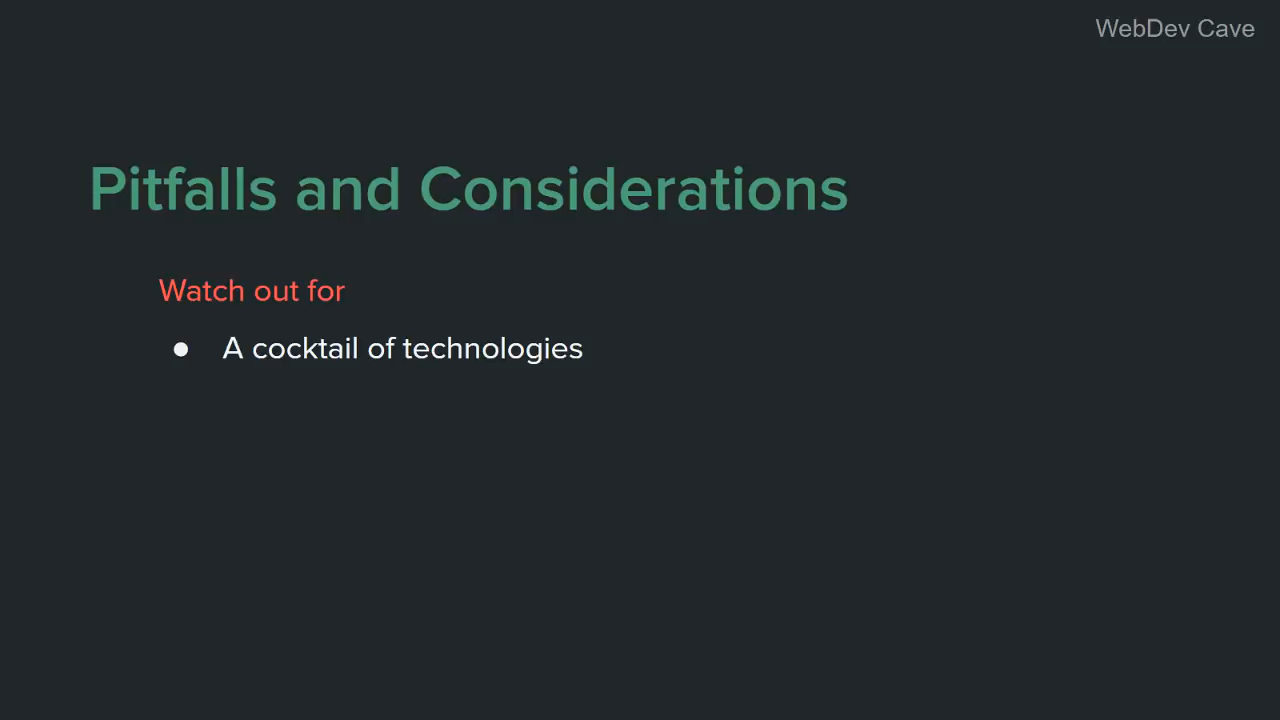 WebDev Cave
Pitfalls and Considerations
Watch out for
● A cocktail of technologies